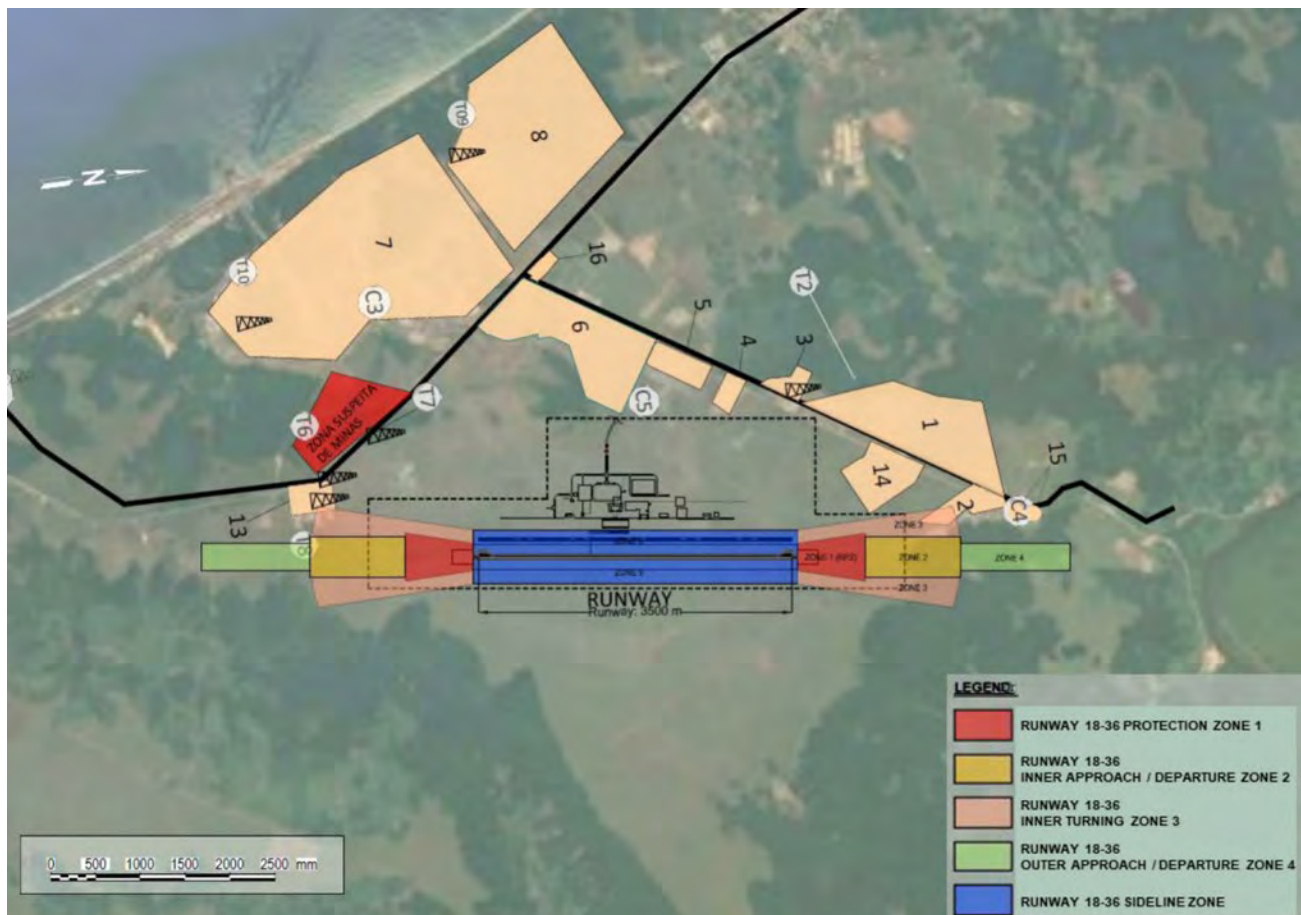 T09
8
N
7
16
T10
C3
6
5
T2
4
3
C5
T7
1
ZONA SUSPEITA
DE MINAS
T6
15
14
C4
2
13
ZONE 3
ZONE 1 (RPZ)
ZONE 2
ZONE 4
ZONE 3
RUNWAY
Runway: 3500 m
LEGEND:
RUNWAY 18-36 PROTECTION ZONE 1
RUNWAY 18-36
INNER APPROACH / DEPARTURE ZONE 2
RUNWAY 18-36
INNER TURNING ZONE 3
RUNWAY 18-36
OUTER APPROACH / DEPARTURE ZONE 4
RUNWAY 18-36 SIDELINE ZONE
0 500 1000 1500 2000 2500 mm